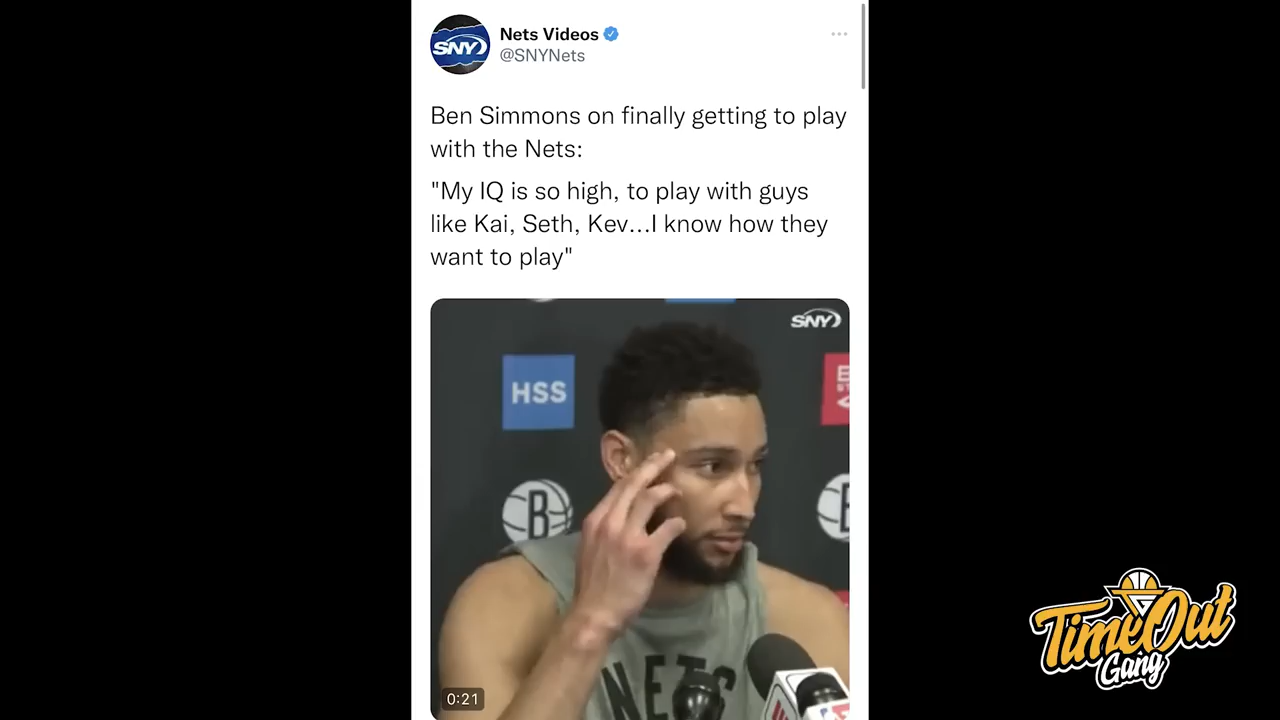 SNY
Nets Videos
@SNYNets
Ben Simmons on finally getting to play
with the Nets:
"My IQ is so high, to play with guys
like Kai, Seth, Kev...I know how they
want to play"
SNY
HSS
B
NETS
0:21
TimeOut
Gang